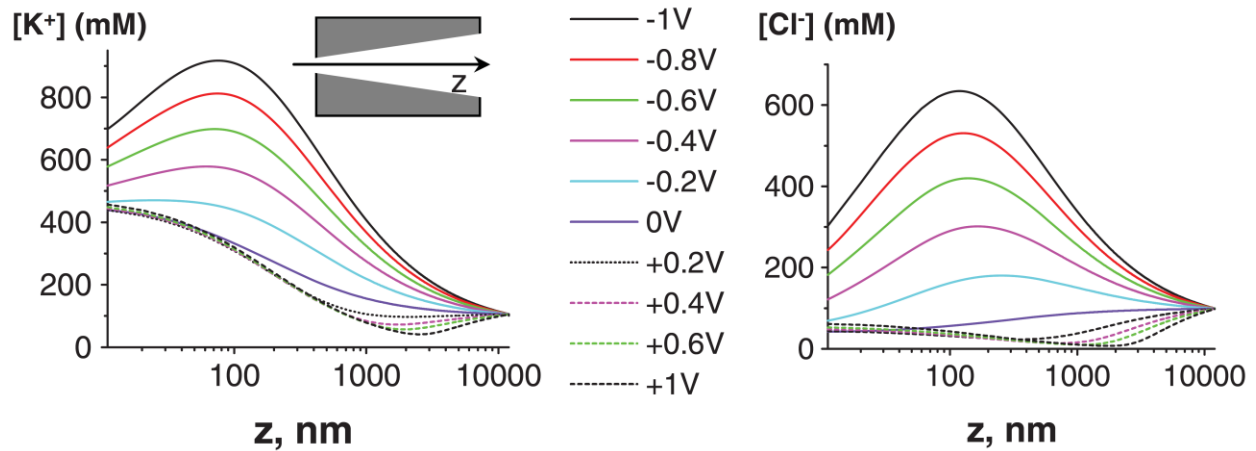 [K⁺] (mM)
800
600
400
200
0
100
1000
10000
z, nm
z
-1V
-0.8V
-0.6V
-0.4V
-0.2V
0V
+0.2V
+0.4V
+0.6V
+1V
[Cl⁻] (mM)
600
400
200
0
100
1000
10000
z, nm